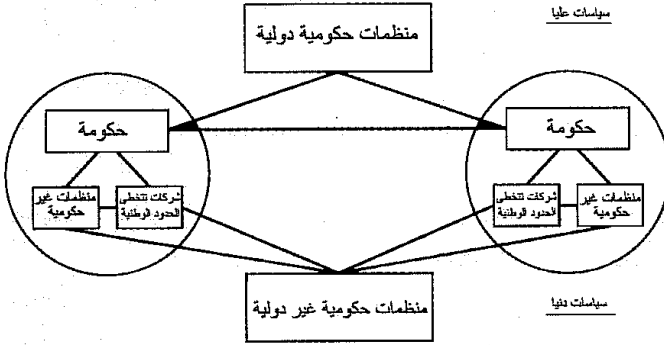 سياسات عليا
منظمات حكومية دولية
حكومة
حكومة
شركات تتخطى
الحدود الوطنية
منظمات غير
حكومية
شركات تتخطى
الحدود الوطنية
منظمات غير
حكومية
منظمات حكومية غير دولية
سياسات دنيا